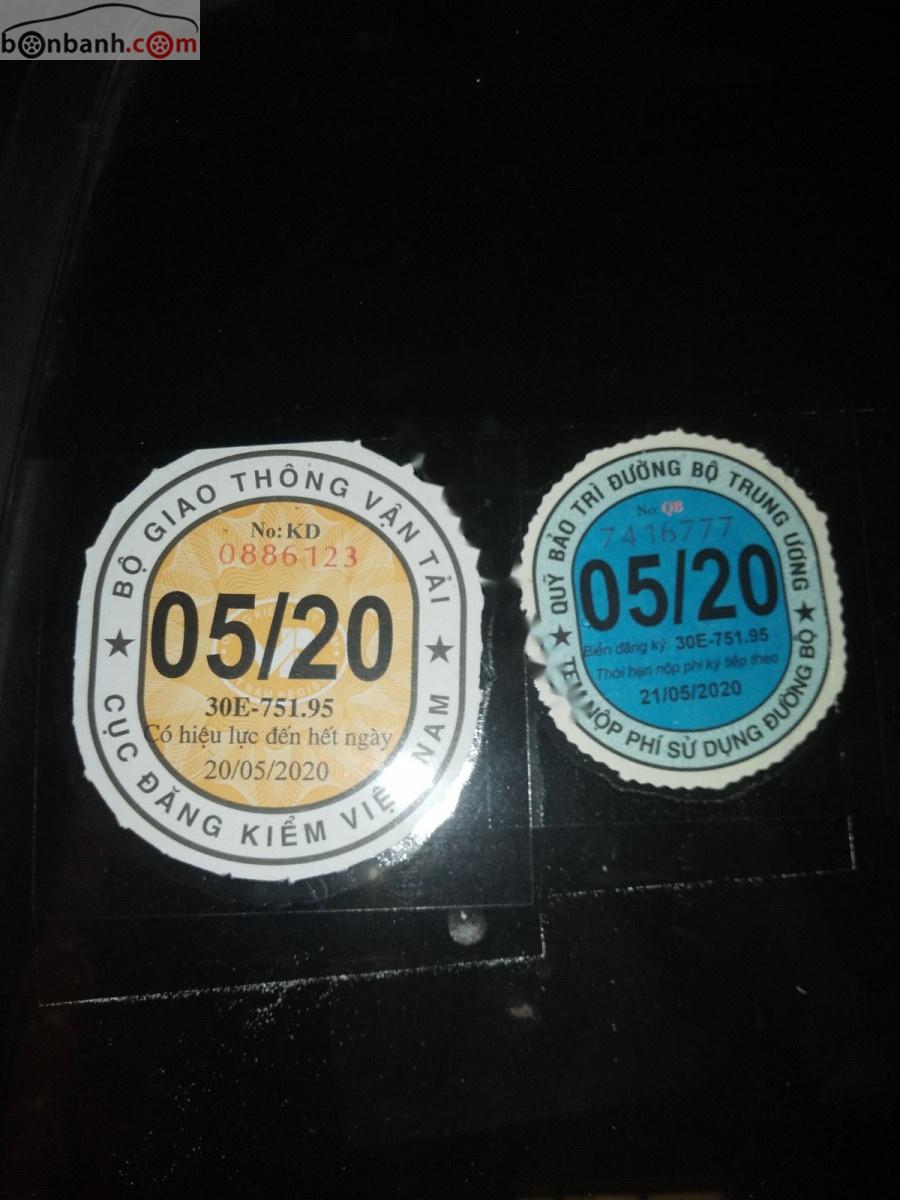 bonbanh.com
BỘ GIAO THÔNG VẬN TẢI
No: KD
0886123
05/20
30E-751.95
Có hiệu lực đến hết ngày
20/05/2020
★ CỤC ĐĂNG KIỂM VIỆ NAM ★
QUỸ BẢO TRÌ ĐƯỜNG BỘ TRUNG ƯƠNG
No: QB
7416777
05/20
Biển đăng ký: 30E-751.95
Thời hạn nộp phí kỳ tiếp theo
21/05/2020
★ TEM NỘP PHÍ SỬ DỤNG ĐƯỜNG BỘ ★